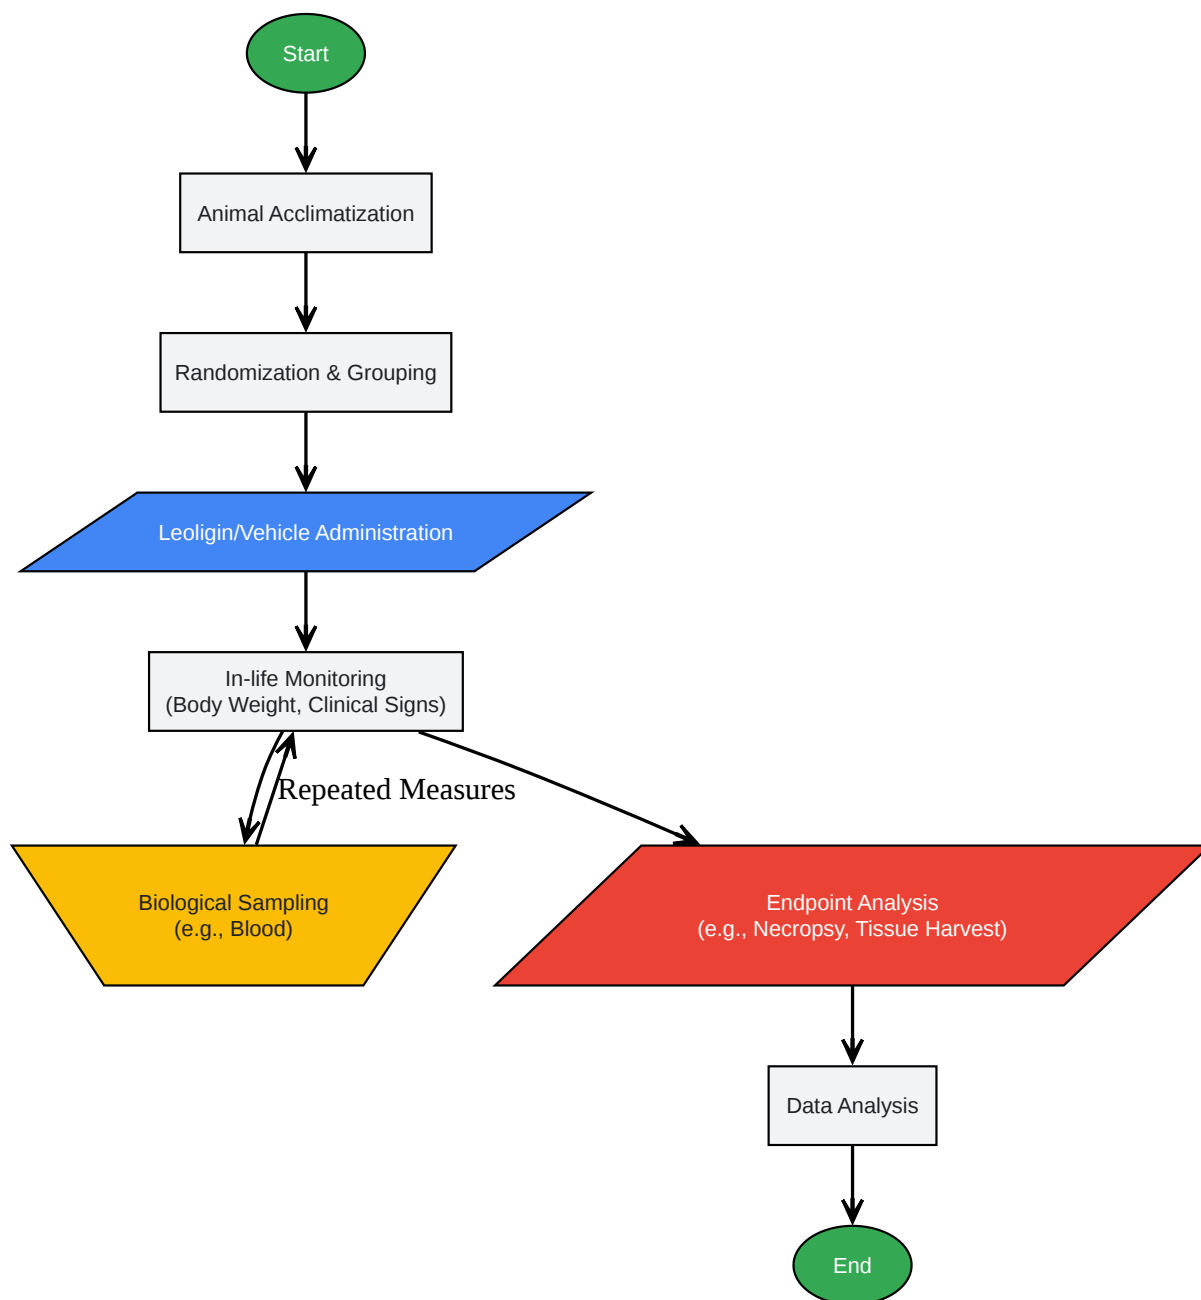 Start
Animal Acclimatization
Randomization & Grouping
Leoligin/Vehicle Administration
In-life Monitoring
(Body Weight, Clinical Signs)
Repeated Measures
Biological Sampling
(e.g., Blood)
Endpoint Analysis
(e.g., Necropsy, Tissue Harvest)
Data Analysis
End